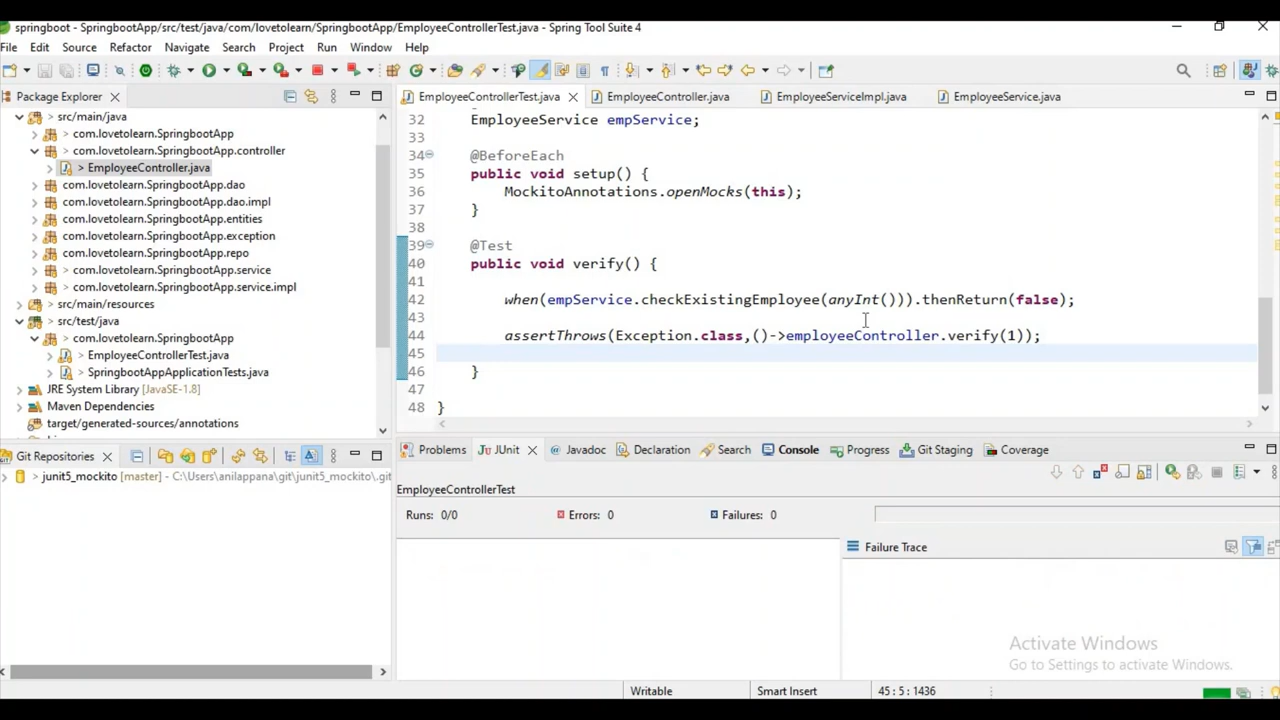 springboot - SpringbootApp/src/test/java/com/lovetolearn/SpringbootApp/EmployeeControllerTest.java - Spring Tool Suite 4
File Edit Source Refactor Navigate Search Project Run Window Help
Package Explorer
EmployeeControllerTest.java
EmployeeController.java
EmployeeServiceImpl.java
EmployeeService.java
src/main/java
com.lovetolearn.SpringbootApp
com.lovetolearn.SpringbootApp.controller
EmployeeController.java
com.lovetolearn.SpringbootApp.dao
com.lovetolearn.SpringbootApp.dao.impl
com.lovetolearn.SpringbootApp.entities
com.lovetolearn.SpringbootApp.exception
com.lovetolearn.SpringbootApp.repo
com.lovetolearn.SpringbootApp.service
com.lovetolearn.SpringbootApp.service.impl
src/main/resources
src/test/java
com.lovetolearn.SpringbootApp
EmployeeControllerTest.java
SpringbootAppApplicationTests.java
JRE System Library [JavaSE-1.8]
Maven Dependencies
target/generated-sources/annotations
32 EmployeeService empService;
33
34 @BeforeEach
35 public void setup() {
36 MockitoAnnotations.openMocks(this);
37 }
38
39 @Test
40 public void verify() {
41
42 when(empService.checkExistingEmployee(anyInt())).thenReturn(false);
43
44 assertThrows(Exception.class,()->employeeController.verify(1));
45
46 }
47
48 }
Git Repositories
junit5_mockito [master] - C:\Users\anilappana\git\junit5_mockito\.git
Problems JUnit Javadoc Declaration Search Console Progress Git Staging Coverage
EmployeeControllerTest
Runs: 0/0 Errors: 0 Failures: 0
Failure Trace
Activate Windows
Go to Settings to activate Windows.
Writable Smart Insert 45 : 5 : 1436